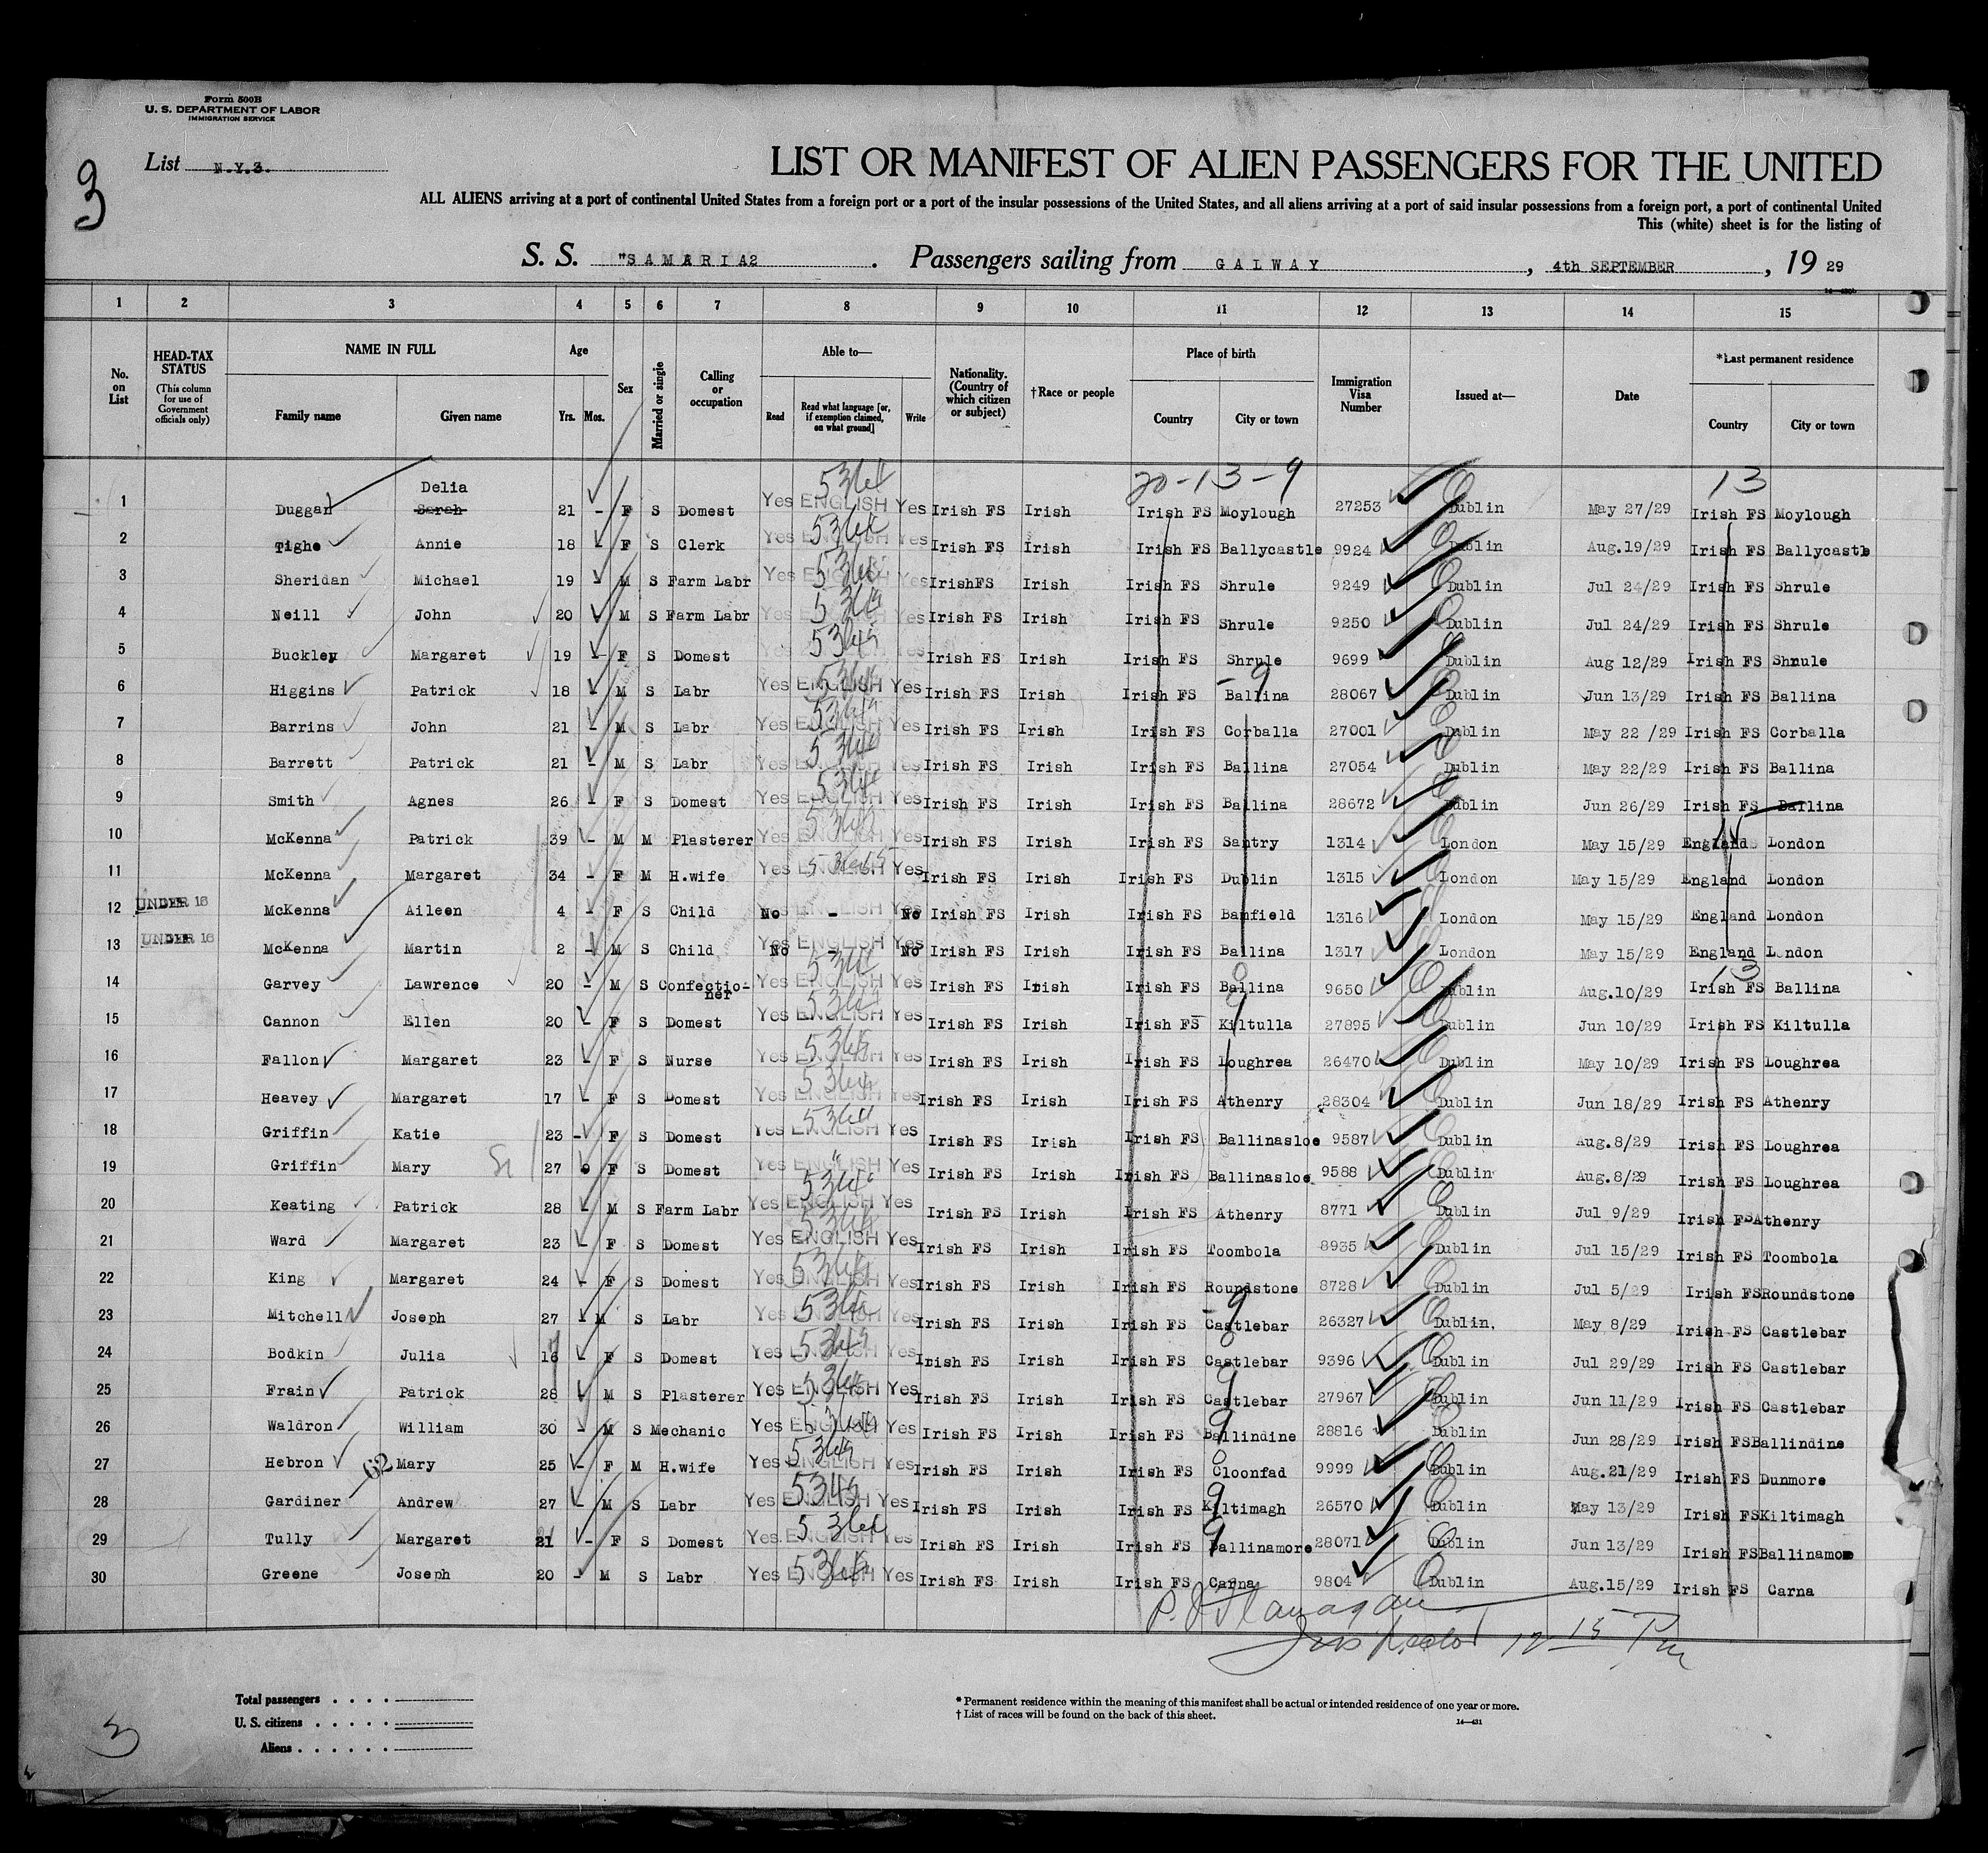 Form 500B
U. S. DEPARTMENT OF LABOR
IMMIGRATION SERVICE
3
List N.Y.3.
LIST OR MANIFEST OF ALIEN PASSENGERS FOR THE UNITED
ALL ALIENS arriving at a port of continental United States from a foreign port or a port of the insular possessions of the United States, and all aliens arriving at a port of said insular possessions from a foreign port, a port of continental United
This (white) sheet is for the listing of
S. S. "SAMARIA2 . Passengers sailing from GALWAY , 4th SEPTEMBER , 19 29
1 2 3 4 5 6 7 8 9 10 11 12 13 14 15
No. on List
HEAD-TAX STATUS (This column for use of Government officials only)
NAME IN FULL Family name Given name
Age Yrs. Mos.
Sex
Married or single
Calling or occupation
Able to— Read Read what language [or, if exemption claimed, on what ground] Write
Nationality. (Country of which citizen or subject)
†Race or people
Place of birth Country City or town
Immigration Visa Number
Issued at—
Date
*Last permanent residence Country City or town
20-13-9 13
Delia
1 Duggan Sarah 21 - F S Domest Yes ENGLISH Yes Irish FS Irish Irish FS Moylough 27253 Dublin May 27/29 Irish FS Moylough
2 Tighe Annie 18 - F S Clerk Yes ENGLISH Yes Irish FS Irish Irish FS Ballycastle 9924 Dublin Aug.19/29 Irish FS Ballycastle
3 Sheridan Michael 19 - M S Farm Labr Yes ENGLISH Yes IrishFS Irish Irish FS Shrule 9249 Dublin Jul 24/29 Irish FS Shrule
4 Neill John 20 M S Farm Labr Yes ENGLISH Yes Irish FS Irish Irish FS Shrule 9250 Dublin Jul 24/29 Irish FS Shrule
5 Buckley Margaret 19 - F S Domest Irish FS Irish Irish FS Shrule 9699 Dublin Aug 12/29 Irish FS Shrule
6 Higgins Patrick 18 - M S Labr Yes ENGLISH Yes Irish FS Irish Irish FS Ballina 28067 Dublin Jun 13/29 Irish FS Ballina
7 Barrins John 21 - M S Labr Yes ENGLISH Yes Irish FS Irish Irish FS Corballa 27001 Dublin May 22 /29 Irish FS Corballa
8 Barrett Patrick 21 - M S Labr Yes ENGLISH Yes Irish FS Irish Irish FS Ballina 27054 Dublin May 22/29 Irish FS Ballina
9 Smith Agnes 26 - F S Domest Yes ENGLISH Yes Irish FS Irish Irish FS Ballina 28672 Dublin Jun 26/29 Irish FS Ballina
10 McKenna Patrick 39 - M M Plasterer Yes ENGLISH Yes Irish FS Irish Irish FS Santry 1314 London May 15/29 England London
11 McKenna Margaret 34 - F M H.wife Yes ENGLISH Yes Irish FS Irish Irish FS Dublin 1315 London May 15/29 England London
12 UNDER 16 McKenna Aileen 4 - F S Child No - No Irish FS Irish Irish FS Banfield 1316 London May 15/29 England London
13 UNDER 16 McKenna Martin 2 - M S Child No - No Irish FS Irish Irish FS Ballina 1317 London May 15/29 England London
14 Garvey Lawrence 20 - M S Confectioner Yes ENGLISH Yes Irish FS Irish Irish FS Ballina 9650 Dublin Aug.10/29 Irish FS Ballina
15 Cannon Ellen 20 - F S Domest Yes ENGLISH Yes Irish FS Irish Irish FS Kiltulla 27895 Dublin Jun 10/29 Irish FS Kiltulla
16 Fallon Margaret 23 - F S Nurse Yes ENGLISH Yes Irish FS Irish Irish FS Loughrea 26470 Dublin May 10/29 Irish FS Loughrea
17 Heavey Margaret 17 - F S Domest Yes ENGLISH Yes Irish FS Irish Irish FS Athenry 28304 Dublin Jun 18/29 Irish FS Athenry
18 Griffin Katie 23 - F S Domest Yes ENGLISH Yes Irish FS Irish Irish FS Ballinasloe 9587 Dublin Aug.8/29 Irish FS Loughrea
19 Griffin Mary 27 F S Domest Yes ENGLISH Yes Irish FS Irish Irish FS Ballinasloe 9588 Dublin Aug.8/29 Irish FS Loughrea
20 Keating Patrick 28 - M S Farm Labr Yes ENGLISH Yes Irish FS Irish Irish FS Athenry 8771 Dublin Jul 9/29 Irish FS Athenry
21 Ward Margaret 23 - F S Domest Yes ENGLISH Yes Irish FS Irish Irish FS Toombola 8935 Dublin Jul 15/29 Irish FS Toombola
22 King Margaret 24 - F S Domest Yes ENGLISH Yes Irish FS Irish Irish FS Roundstone 8728 Dublin Jul 5/29 Irish FS Roundstone
23 Mitchell Joseph 27 - M S Labr Yes ENGLISH Yes Irish FS Irish Irish FS Castlebar 26327 Dublin. May 8/29 Irish FS Castlebar
24 Bodkin Julia 16 - F S Domest Yes ENGLISH Yes Irish FS Irish Irish FS Castlebar 9396 Dublin Jul 29/29 Irish FS Castlebar
25 Frain Patrick 28 M S Plasterer Yes ENGLISH Yes Irish FS Irish Irish FS Castlebar 27967 Dublin Jun 11/29 Irish FS Castlebar
26 Waldron William 30 - M S Mechanic Yes ENGLISH Yes Irish FS Irish Irish FS Ballindine 28816 Dublin Jun 28/29 Irish FS Ballindine
27 Hebron Mary 25 - F M H.wife Yes ENGLISH Yes Irish FS Irish Irish FS Cloonfad 9999 Dublin Aug.21/29 Irish FS Dunmore
28 Gardiner Andrew 27 - M S Labr Yes ENGLISH Yes Irish FS Irish Irish FS Kiltimagh 26570 Dublin May 13/29 Irish FS Kiltimagh
29 Tully Margaret 21 - F S Domest Yes ENGLISH Yes Irish FS Irish Irish FS Ballinamore 28071 Dublin Jun 13/29 Irish FS Ballinamore
30 Greene Joseph 20 - M S Labr Yes ENGLISH Yes Irish FS Irish Irish FS Carna 9804 Dublin Aug.15/29 Irish FS Carna
P. J. Flanagan
Inspector 12 15 Pm
Total passengers . . . .
U. S. citizens . . . . .
Aliens . . . . . .
* Permanent residence within the meaning of this manifest shall be actual or intended residence of one year or more.
† List of races will be found on the back of this sheet.
14—431
3